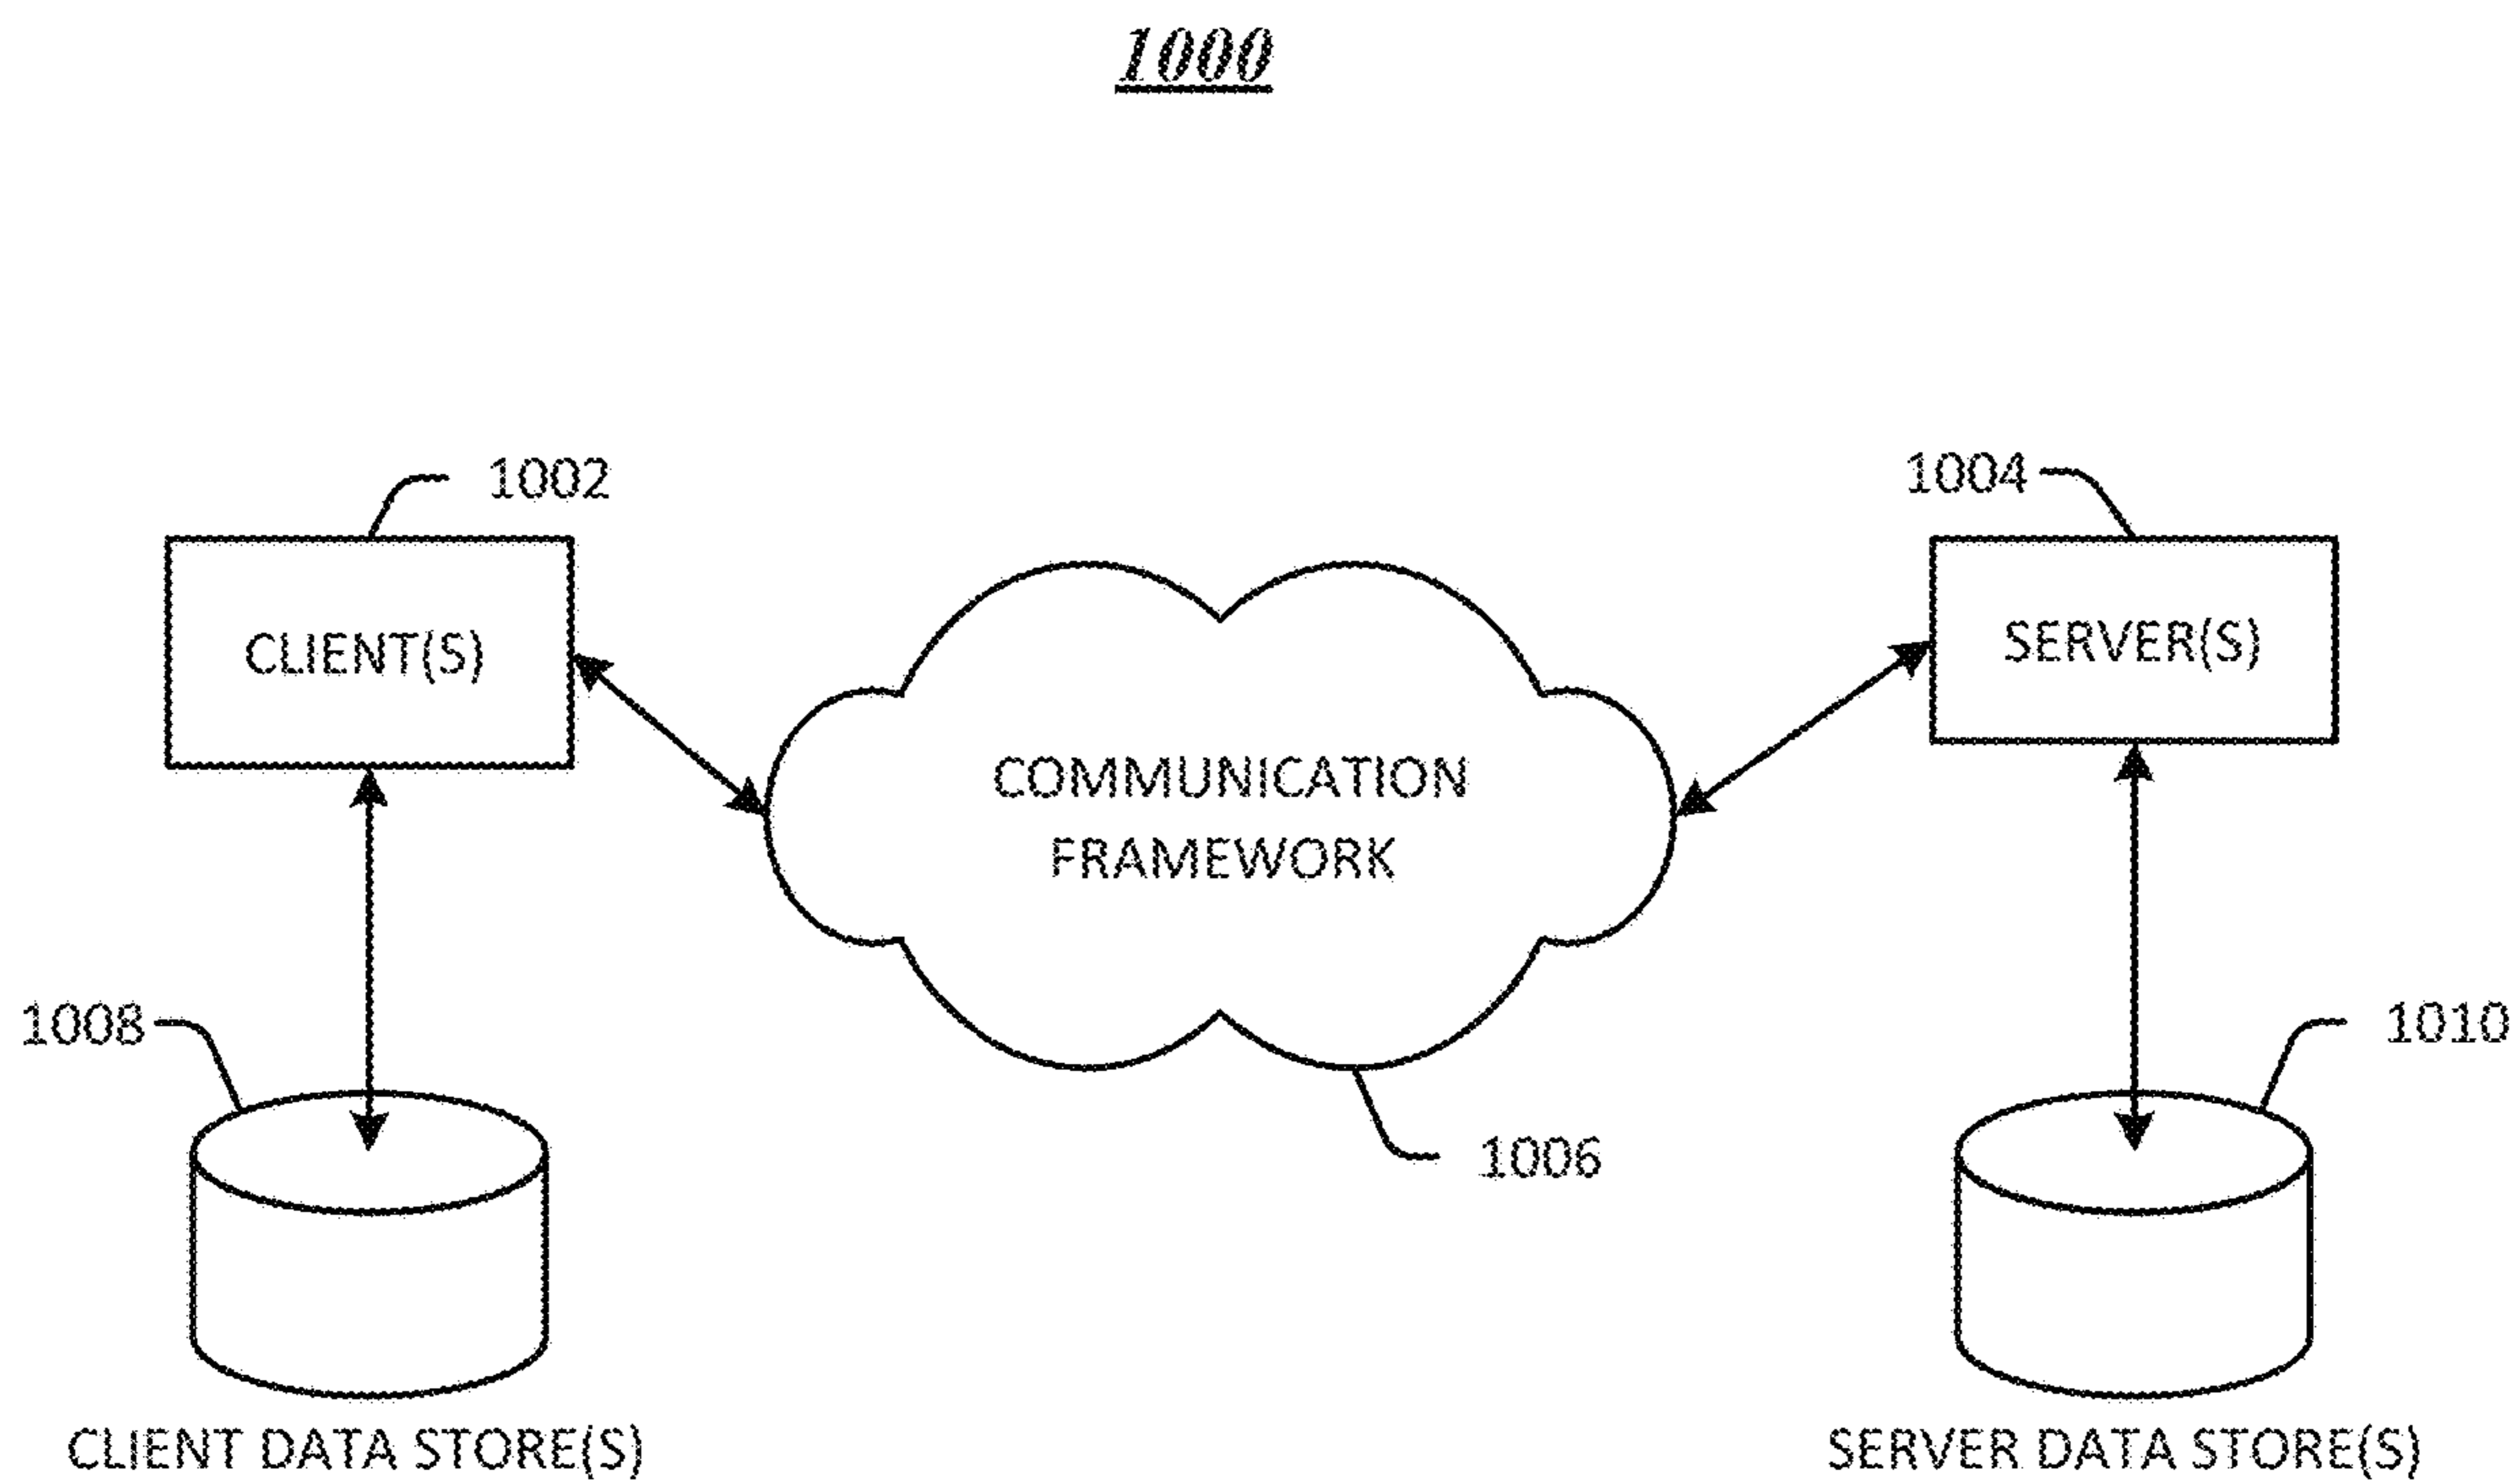 1000
1002
1004
CLIENT(S)
SERVER(S)
COMMUNICATION
FRAMEWORK
1008
1010
1006
CLIENT DATA STORE(S)
SERVER DATA STORE(S)